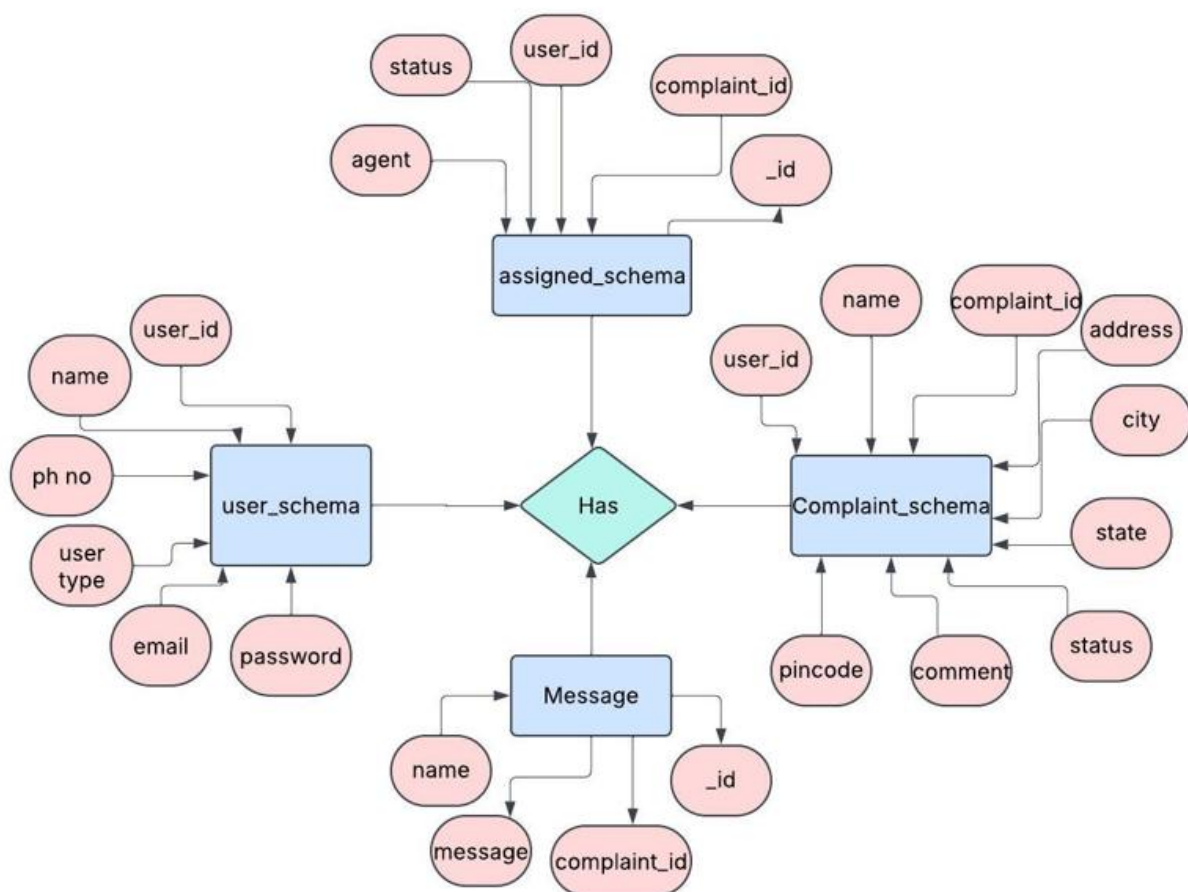 user_id
status
complaint_id
agent
_id
assigned_schema
name
complaint_id
user_id
address
user_id
name
city
ph no
user_schema
Has
Complaint_schema
state
user
type
email
password
Message
pincode
comment
status
name
_id
message
complaint_id